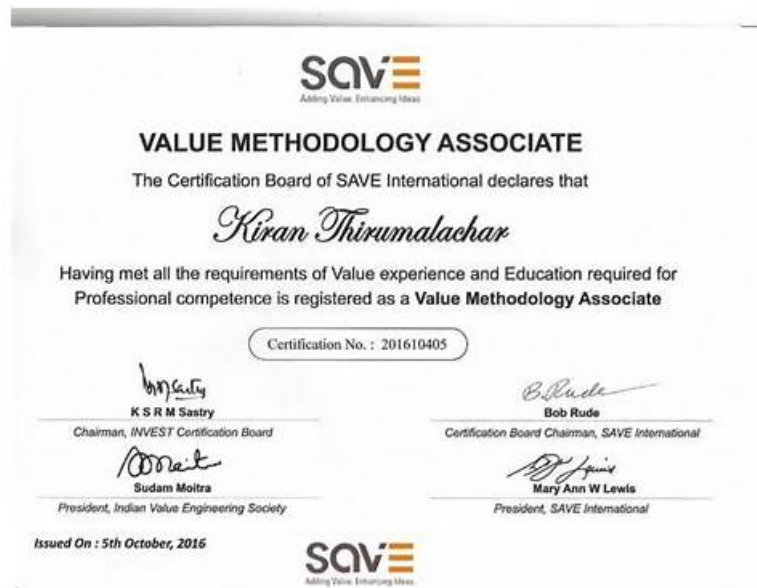 SAVE
Adding Value. Enhancing Ideas.
VALUE METHODOLOGY ASSOCIATE
The Certification Board of SAVE International declares that
Kiran Thirumalachar
Having met all the requirements of Value experience and Education required for
Professional competence is registered as a Value Methodology Associate
Certification No. : 201610405
K S R M Sastry
Chairman, INVEST Certification Board
B. Rude
Bob Rude
Certification Board Chairman, SAVE International
Sudam Moitra
President, Indian Value Engineering Society
Mary Ann W Lewis
President, SAVE International
Issued On : 5th October, 2016
SAVE
Adding Value. Enhancing Ideas.